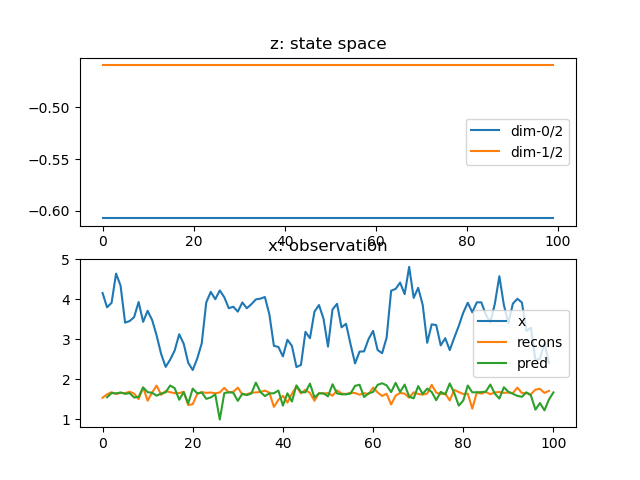 z: state space
−0.50
−0.55
−0.60
dim-0/2
dim-1/2
0 20 40 60 80 100
x: observation
5
4
3
2
1
x
recons
pred
0 20 40 60 80 100